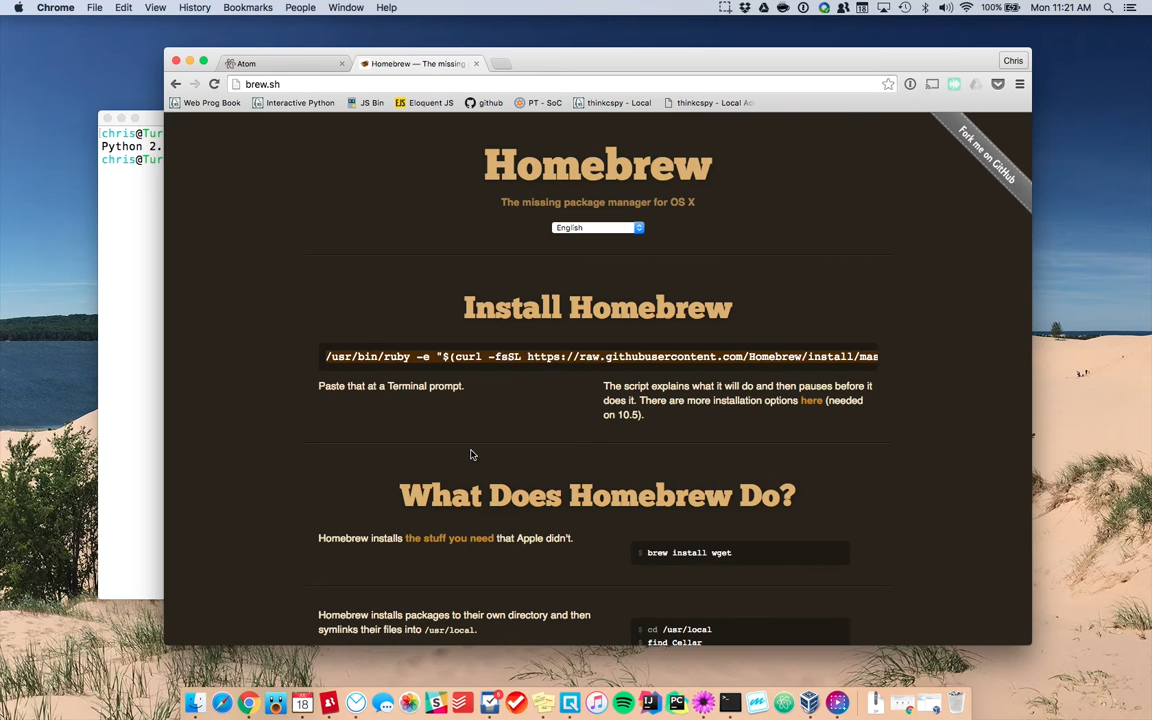 Chrome File Edit View History Bookmarks People Window Help
100% Mon 11:21 AM
Atom
Homebrew — The missing
Chris
brew.sh
Web Prog Book Interactive Python JS Bin Eloquent JS github PT - SoC thinkcspy - Local thinkcspy - Local Ad
chris@Tur
Python 2.
chris@Tur
Fork me on GitHub
Homebrew
The missing package manager for OS X
English
Install Homebrew
/usr/bin/ruby -e "$(curl -fsSL https://raw.githubusercontent.com/Homebrew/install/mas
Paste that at a Terminal prompt.
The script explains what it will do and then pauses before it
does it. There are more installation options here (needed
on 10.5).
What Does Homebrew Do?
Homebrew installs the stuff you need that Apple didn't.
$ brew install wget
Homebrew installs packages to their own directory and then
symlinks their files into /usr/local.
$ cd /usr/local
$ find Cellar
18